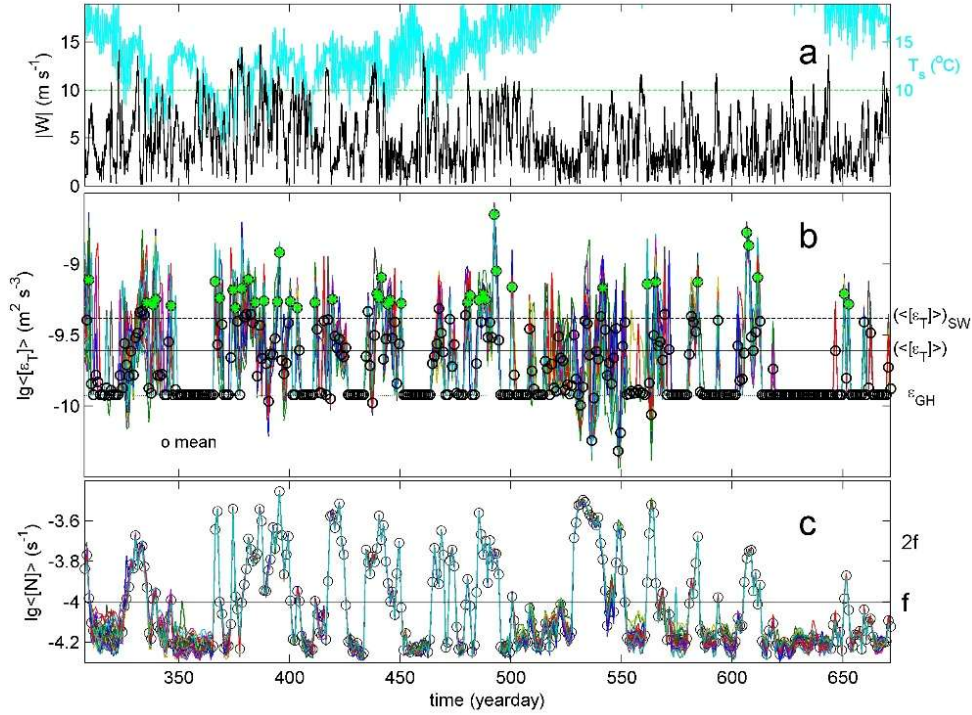 a
15
10
5
0
|W| (m s⁻¹)
15
10
Tₛ (°C)
b
-9
-9.5
-10
lg<[ε_T]> (m² s⁻³)
(<[ε_T]>)_SW
(<[ε_T]>)
ε_GH
o mean
c
-3.6
-3.8
-4
-4.2
lg<[N]> (s⁻¹)
2f
f
350 400 450 500 550 600 650
time (yearday)